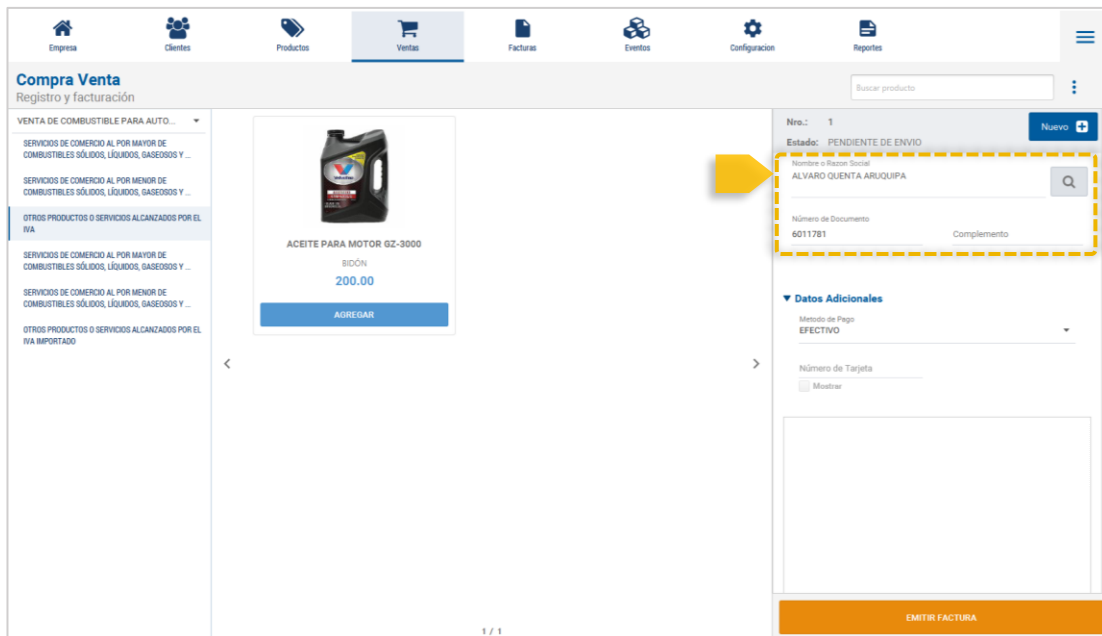 Empresa
Clientes
Productos
Ventas
Facturas
Eventos
Configuracion
Reportes
Compra Venta
Registro y facturación
Buscar producto
VENTA DE COMBUSTIBLE PARA AUTO...
SERVICIOS DE COMERCIO AL POR MAYOR DE
COMBUSTIBLES SÓLIDOS, LÍQUIDOS, GASEOSOS Y ...
SERVICIOS DE COMERCIO AL POR MENOR DE
COMBUSTIBLES SÓLIDOS, LÍQUIDOS, GASEOSOS Y ...
OTROS PRODUCTOS O SERVICIOS ALCANZADOS POR EL
IVA
SERVICIOS DE COMERCIO AL POR MAYOR DE
COMBUSTIBLES SÓLIDOS, LÍQUIDOS, GASEOSOS Y ...
SERVICIOS DE COMERCIO AL POR MENOR DE
COMBUSTIBLES SÓLIDOS, LÍQUIDOS, GASEOSOS Y ...
OTROS PRODUCTOS O SERVICIOS ALCANZADOS POR EL
IVA IMPORTADO
Valvoline
ACEITE PARA MOTOR GZ-3000
BIDÓN
200.00
AGREGAR
1 / 1
Nro.: 1
Nuevo
Estado: PENDIENTE DE ENVIO
Nombre o Razon Social
ALVARO QUENTA ARUQUIPA
Número de Documento
6011781
Complemento
Datos Adicionales
Metodo de Pago
EFECTIVO
Número de Tarjeta
Mostrar
EMITIR FACTURA